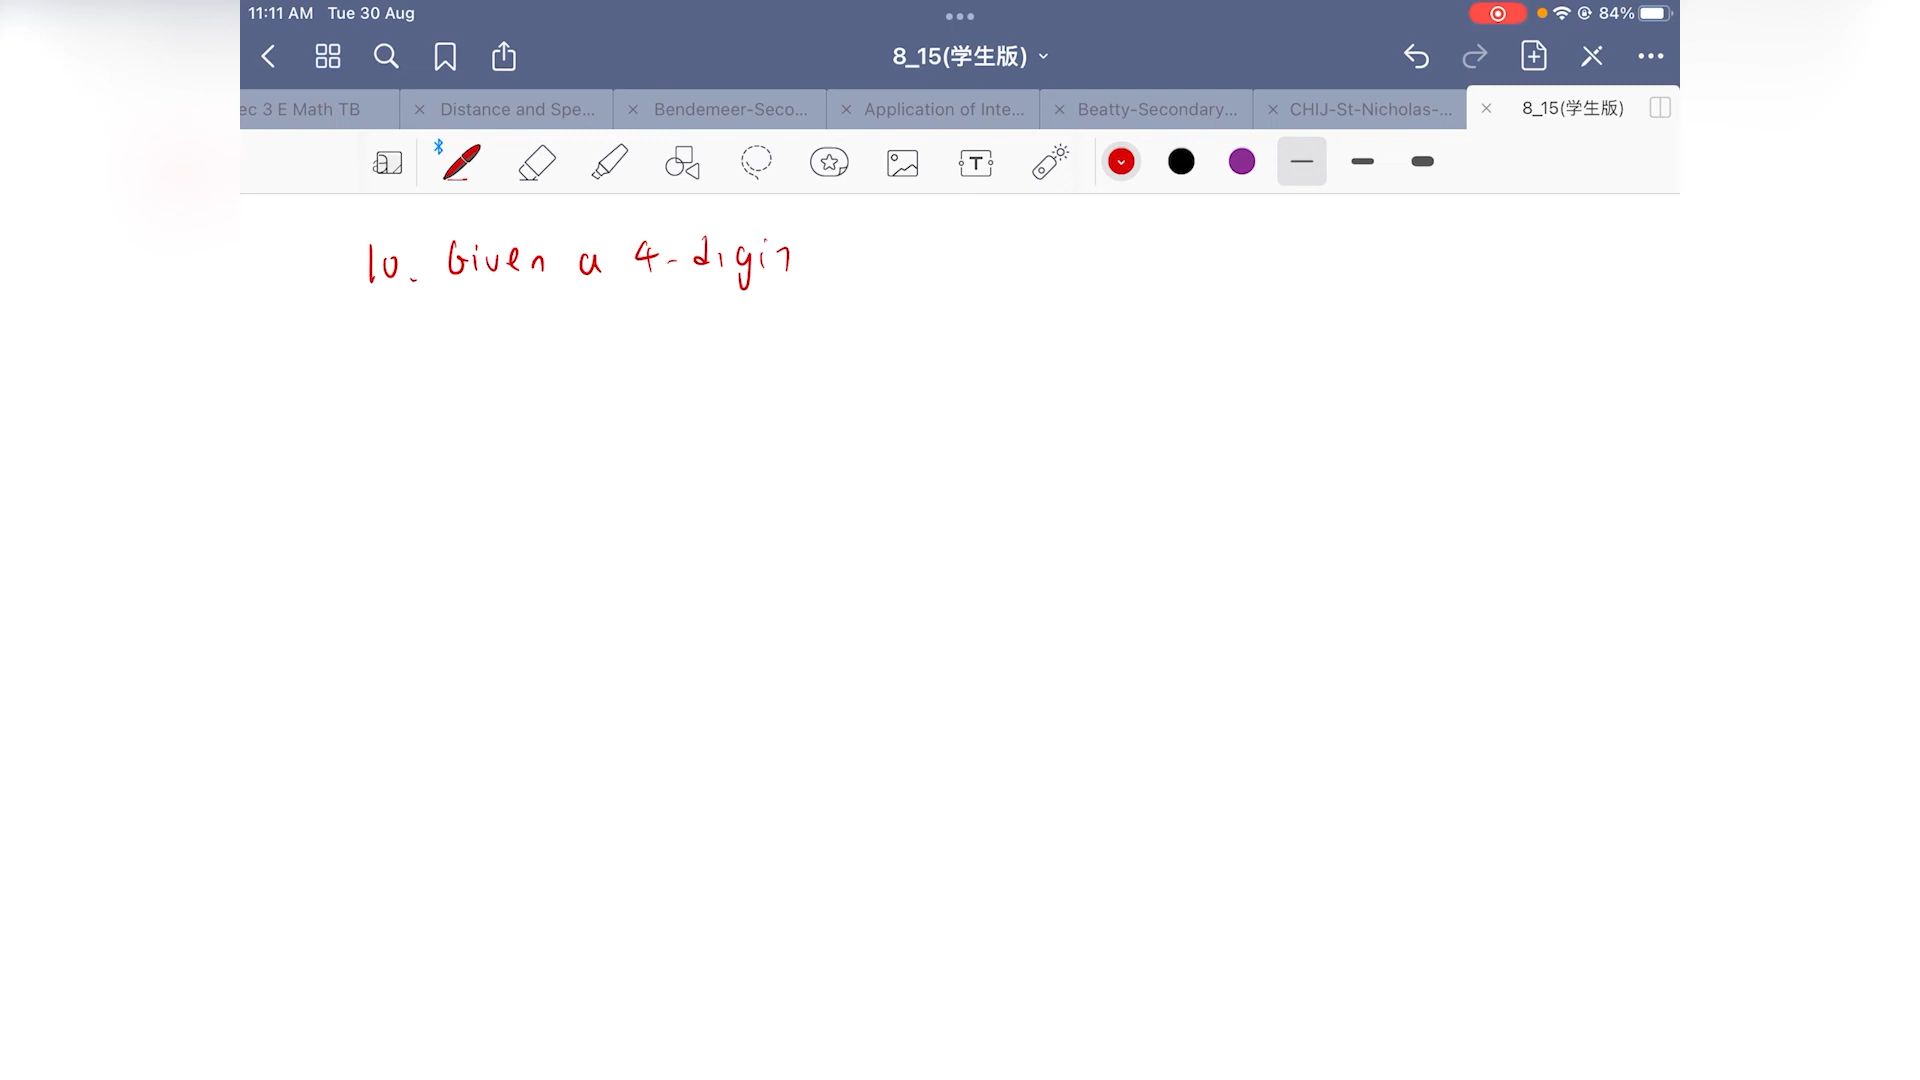 11:11 AM Tue 30 Aug
84%
8_15(学生版)
ec 3 E Math TB
Distance and Spe...
Bendemeer-Seco...
Application of Inte...
Beatty-Secondary...
CHIJ-St-Nicholas-...
8_15(学生版)
10. Given a 4-digit